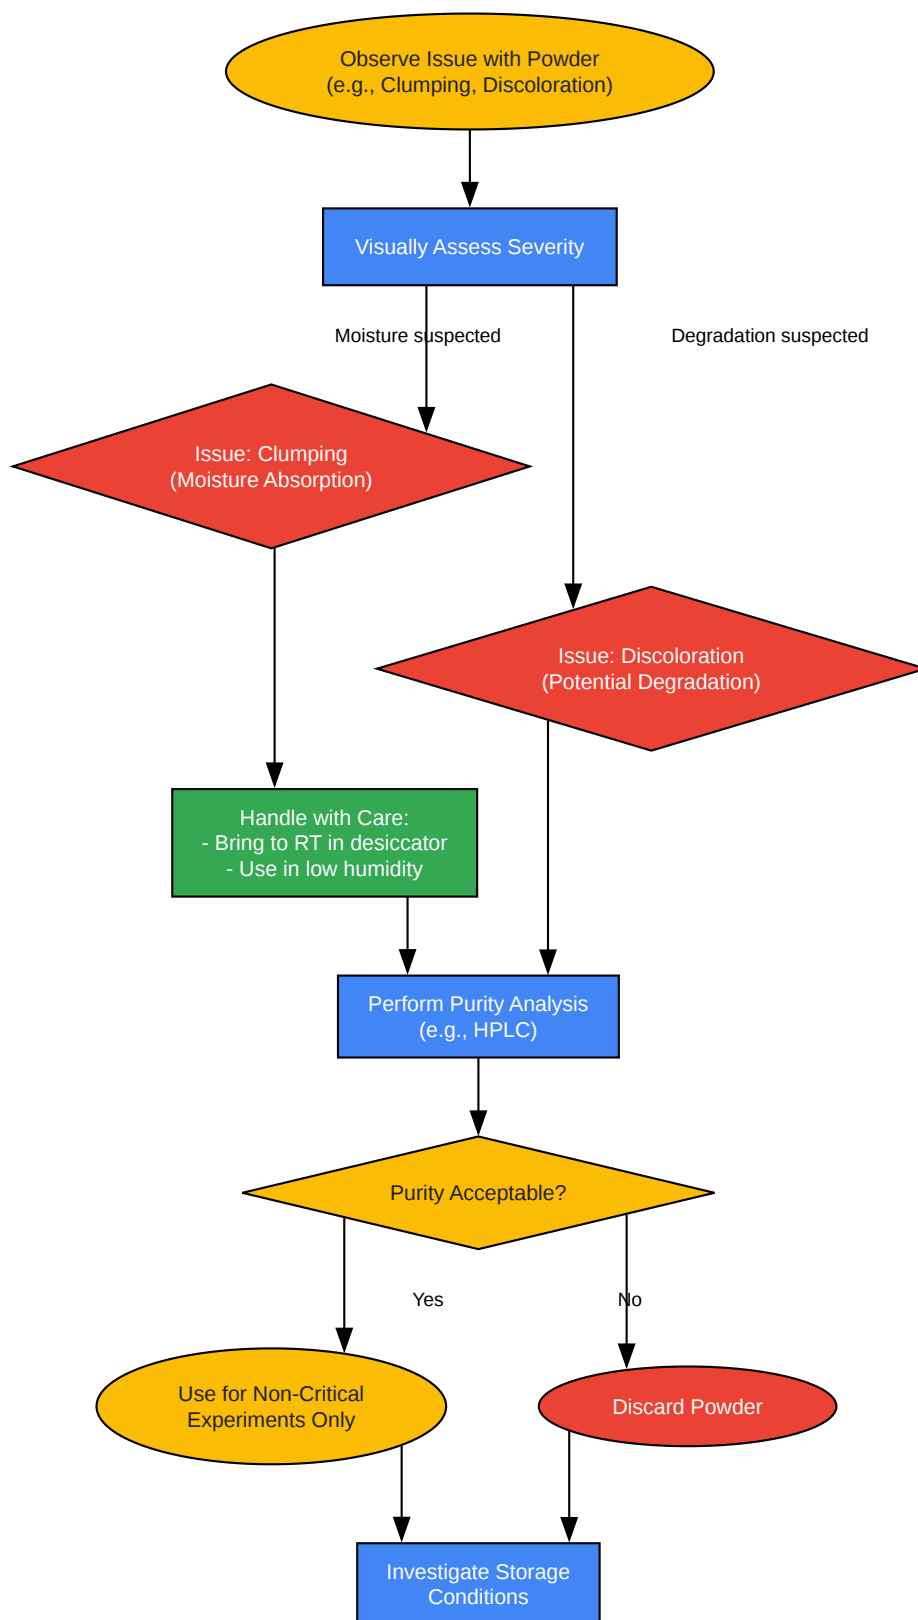 Observe Issue with Powder
(e.g., Clumping, Discoloration)
Visually Assess Severity
Moisture suspected
Degradation suspected
Issue: Clumping
(Moisture Absorption)
Issue: Discoloration
(Potential Degradation)
Handle with Care:
- Bring to RT in desiccator
- Use in low humidity
Perform Purity Analysis
(e.g., HPLC)
Purity Acceptable?
Yes
No
Use for Non-Critical
Experiments Only
Discard Powder
Investigate Storage
Conditions